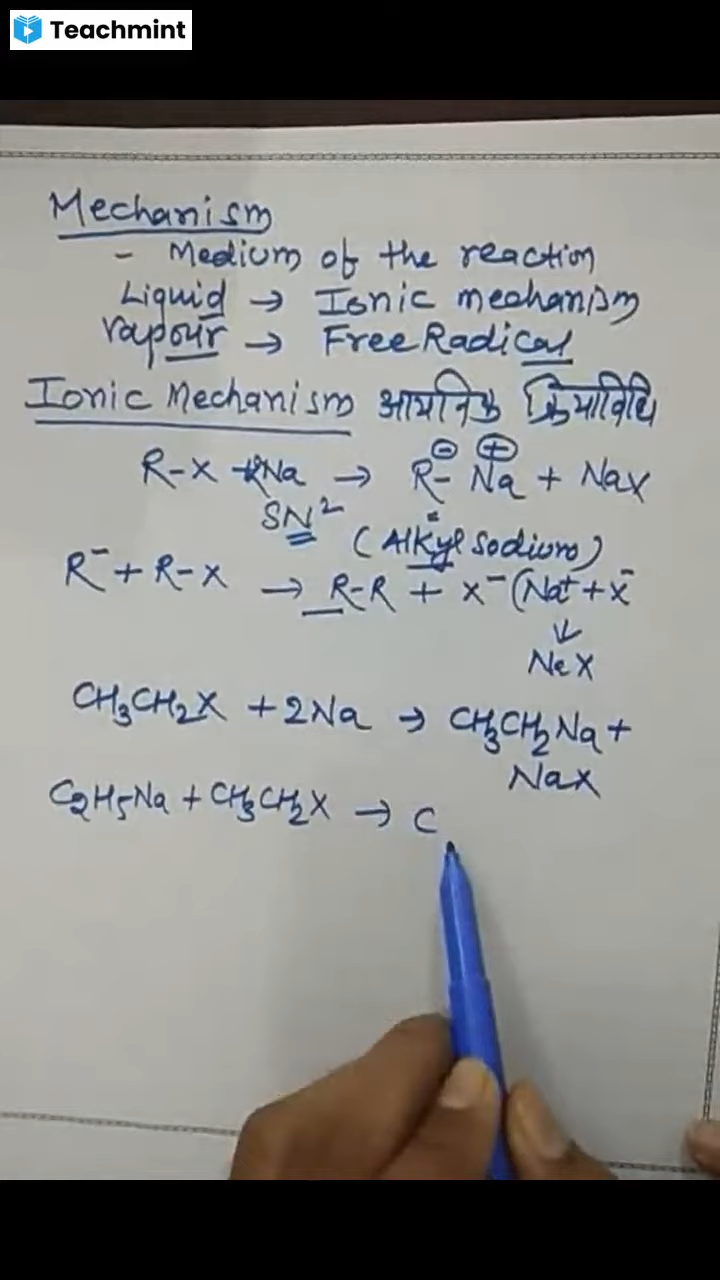 Teachmint
Mechanism
- Medium of the reaction
Liquid → Ionic mechanism
Vapour → Free Radical
Ionic Mechanism आयनिक क्रियाविधि
R-X + 2Na → R⊖- Na⊕ + NaX
SN²
(Alkyl Sodium)
R⁻ + R-X → R-R + X⁻ (Na⁺ + X⁻
↓
NaX
CH₃CH₂X + 2Na → CH₃CH₂Na +
NaX
C₂H₅Na + CH₃CH₂X → C